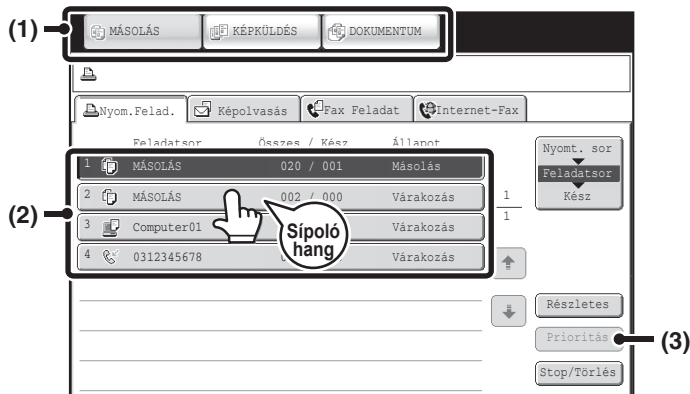 (1)
MÁSOLÁS KÉPKÜLDÉS DOKUMENTUM
Nyom.Felad. Képolvasás Fax Feladat Internet-Fax
Feladatsor Összes / Kész Állapot
1 MÁSOLÁS 020 / 001 Másolás
2 MÁSOLÁS 002 / 000 Várakozás
3 Computer01 Várakozás
4 0312345678 Várakozás
(2)
Sípoló
hang
1
1
Nyomt. sor
Feladatsor
Kész
Részletes
Prioritás
(3)
Stop/Törlés